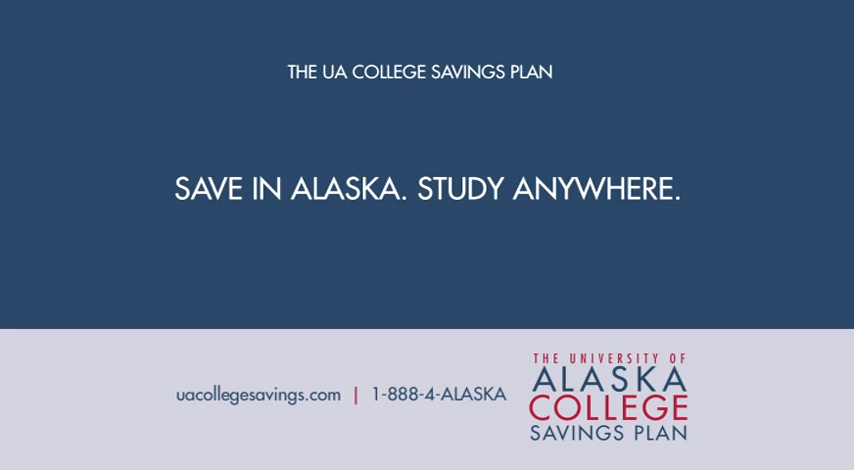 THE UA COLLEGE SAVINGS PLAN
SAVE IN ALASKA. STUDY ANYWHERE.
uacollegesavings.com | 1-888-4-ALASKA
THE UNIVERSITY OF
ALASKA
COLLEGE
SAVINGS PLAN